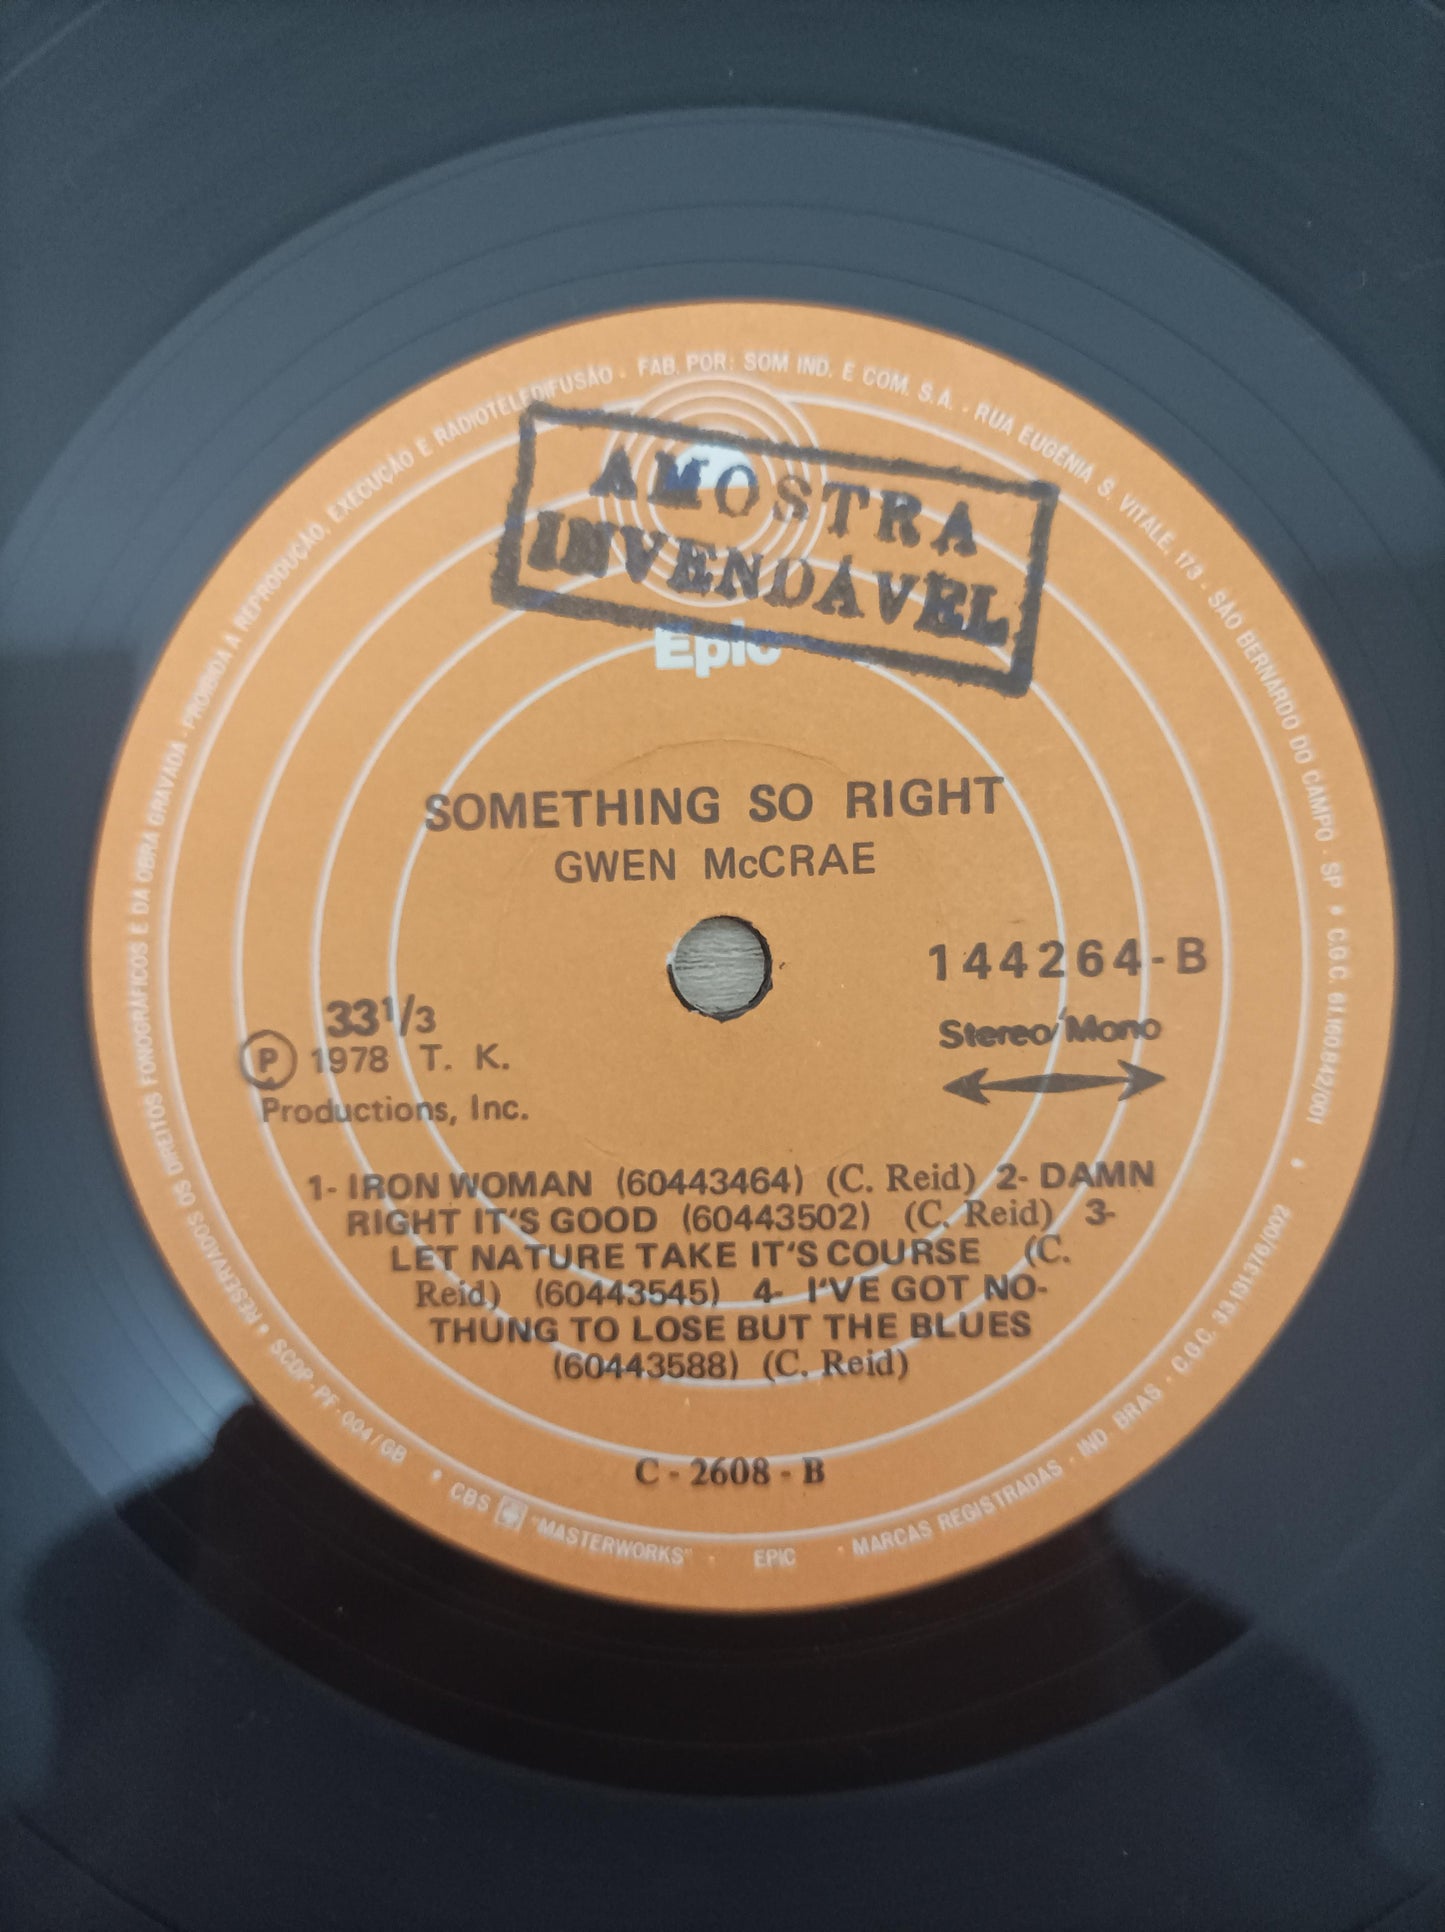 RESERVADOS OS DIREITOS FONOGRÁFICOS E DA OBRA GRAVADA · PROIBIDA A REPRODUÇÃO, EXECUÇÃO E RADIOTELEDIFUSÃO · FAB. POR: SOM IND. E COM. S.A. · RUA EUGÊNIA S. VITALE, 173 · SÃO BERNARDO DO CAMPO · SP • C.G.C. 61.160.842/001
AMOSTRA
INVENDÁVEL
Epic
SOMETHING SO RIGHT
GWEN McCRAE
144264-B
33⅓
Stereo/Mono
Ⓟ 1978 T. K.
Productions, Inc.
1- IRON WOMAN (60443464) (C. Reid) 2- DAMN
RIGHT IT'S GOOD (60443502) (C. Reid) 3-
LET NATURE TAKE IT'S COURSE (C.
Reid) (60443545) 4- I'VE GOT NO-
THUNG TO LOSE BUT THE BLUES
(60443588) (C. Reid)
C - 2608 - B
• SCDP · PF · 004/GB • CBS "MASTERWORKS" · EPIC · MARCAS REGISTRADAS · IND. BRAS · C.G.C. 33.131.376/002